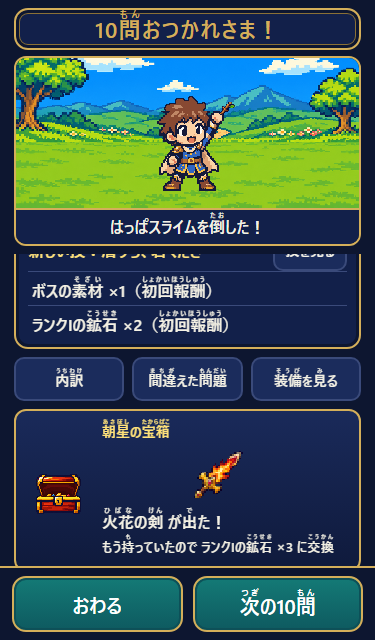 10問おつかれさま！
はっぱスライムを倒した！
ボスの素材 ×1（初回報酬）
ランクIの鉱石 ×2（初回報酬）
内訳
間違えた問題
装備を見る
朝星の宝箱
火花の剣 が出た！
もう持っていたので ランクIの鉱石 ×3 に交換
おわる
次の10問